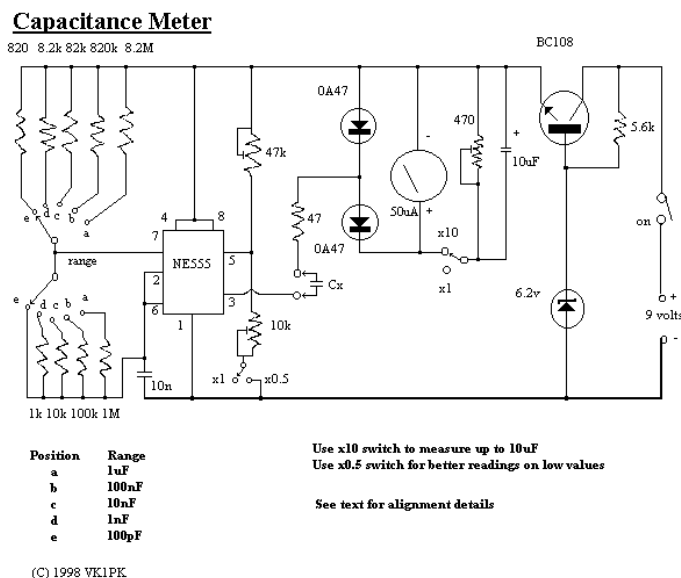 Capacitance Meter
820 8.2k 82k 820k 8.2M
BC108
0A47
47k
470
+
10uF
5.6k
-
50uA +
4 8
7
NE555
5
2
3
6
1
47
0A47
x10
x1
Cx
e d c b a
range
e d c b a
on
6.2v
+
9 volts
-
10k
10n
x1 x0.5
1k 10k 100k 1M
Position Range
a 1uF
b 100nF
c 10nF
d 1nF
e 100pF
Use x10 switch to measure up to 10uF
Use x0.5 switch for better readings on low values
See text for alignment details
(C) 1998 VK1PK